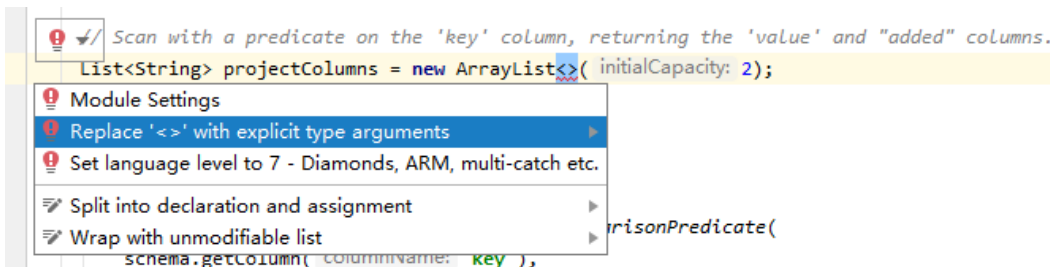 // Scan with a predicate on the 'key' column, returning the 'value' and "added" columns.
List<String> projectColumns = new ArrayList<>( initialCapacity: 2);
Module Settings
Replace '<>' with explicit type arguments
Set language level to 7 - Diamonds, ARM, multi-catch etc.
Split into declaration and assignment
Wrap with unmodifiable list
risonPredicate(
schema.getColumn( columnName: "key"),